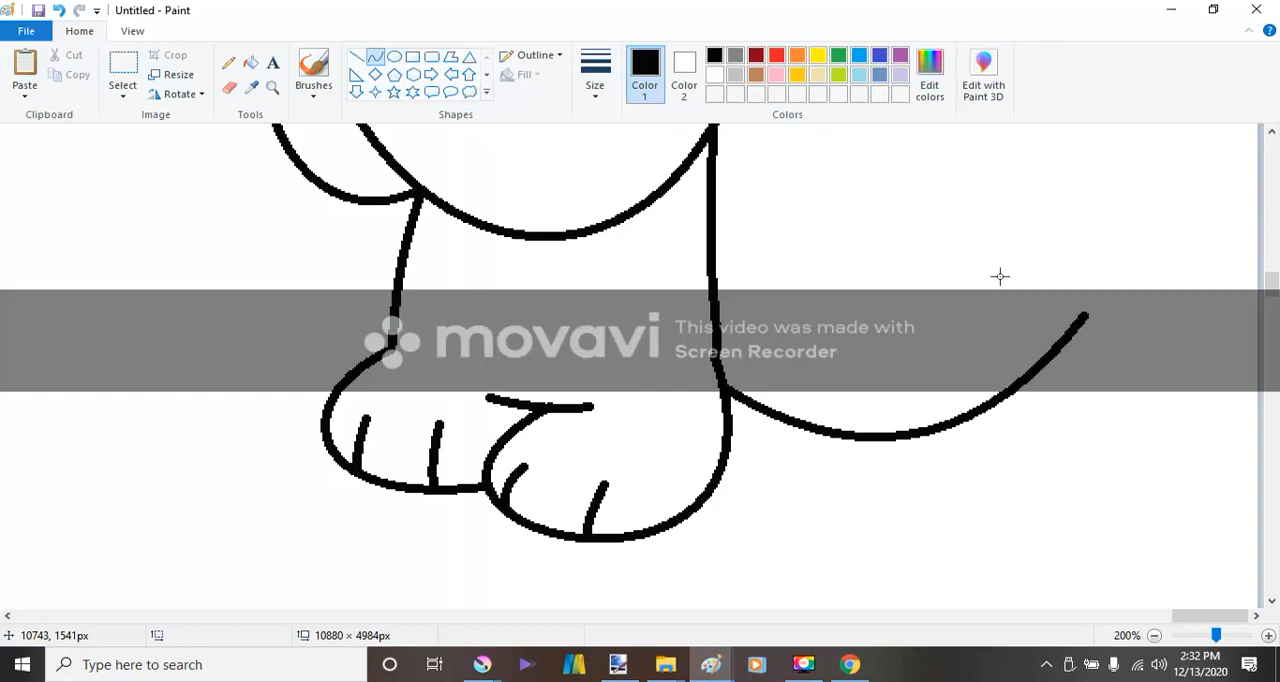 Untitled - Paint
File
Home
View
Paste
Cut
Copy
Clipboard
Select
Crop
Resize
Rotate
Image
A
Tools
Brushes
Shapes
Outline
Fill
Size
Color
1
Color
2
Edit
colors
Colors
Edit with
Paint 3D
movavi
This video was made with
Screen Recorder
10743, 1541px
10880 × 4984px
200%
Type here to search
2:32 PM
12/13/2020